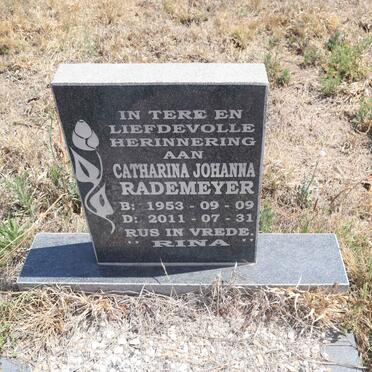 IN TERE EN
LIEFDEVOLLE
HERINNERING
AAN
CATHARINA JOHANNA
RADEMEYER
B: 1953 - 09 - 09
D: 2011 - 07 - 31
RUS IN VREDE.
" RINA "